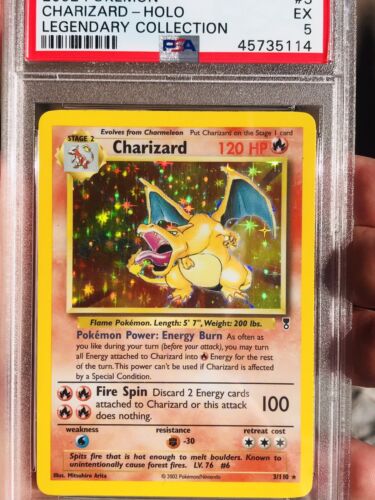 2002 POKEMON #3
CHARIZARD-HOLO EX
LEGENDARY COLLECTION 5
PSA 45735114
Evolves from Charmeleon Put Charizard on the Stage 1 card
STAGE 2
Charizard 120 HP
Flame Pokémon. Length: 5' 7", Weight: 200 lbs.
Pokémon Power: Energy Burn As often as
you like during your turn (before your attack), you may turn
all Energy attached to Charizard into Energy for the rest
of the turn. This power can't be used if Charizard is affected
by a Special Condition.
Fire Spin Discard 2 Energy cards
attached to Charizard or this attack
does nothing.
100
weakness resistance retreat cost
-30
Spits fire that is hot enough to melt boulders. Known to
unintentionally cause forest fires. LV. 76 #6
Illus. Mitsuhiro Arita ©2002 Pokémon/Nintendo 3/110